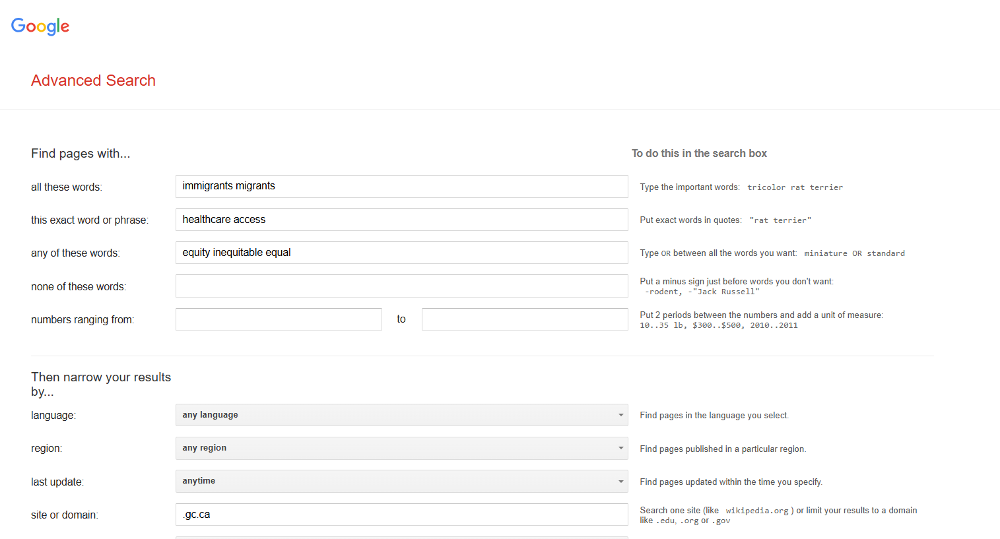 Google
Advanced Search
Find pages with...
To do this in the search box
all these words:
immigrants migrants
Type the important words: tricolor rat terrier
this exact word or phrase:
healthcare access
Put exact words in quotes: "rat terrier"
any of these words:
equity inequitable equal
Type OR between all the words you want: miniature OR standard
none of these words:
Put a minus sign just before words you don't want:
-rodent, -"Jack Russell"
numbers ranging from:
to
Put 2 periods between the numbers and add a unit of measure:
10..35 lb, $300..$500, 2010..2011
Then narrow your results
by...
language:
any language
Find pages in the language you select.
region:
any region
Find pages published in a particular region.
last update:
anytime
Find pages updated within the time you specify.
site or domain:
.gc.ca
Search one site (like wikipedia.org ) or limit your results to a domain
like .edu, .org or .gov